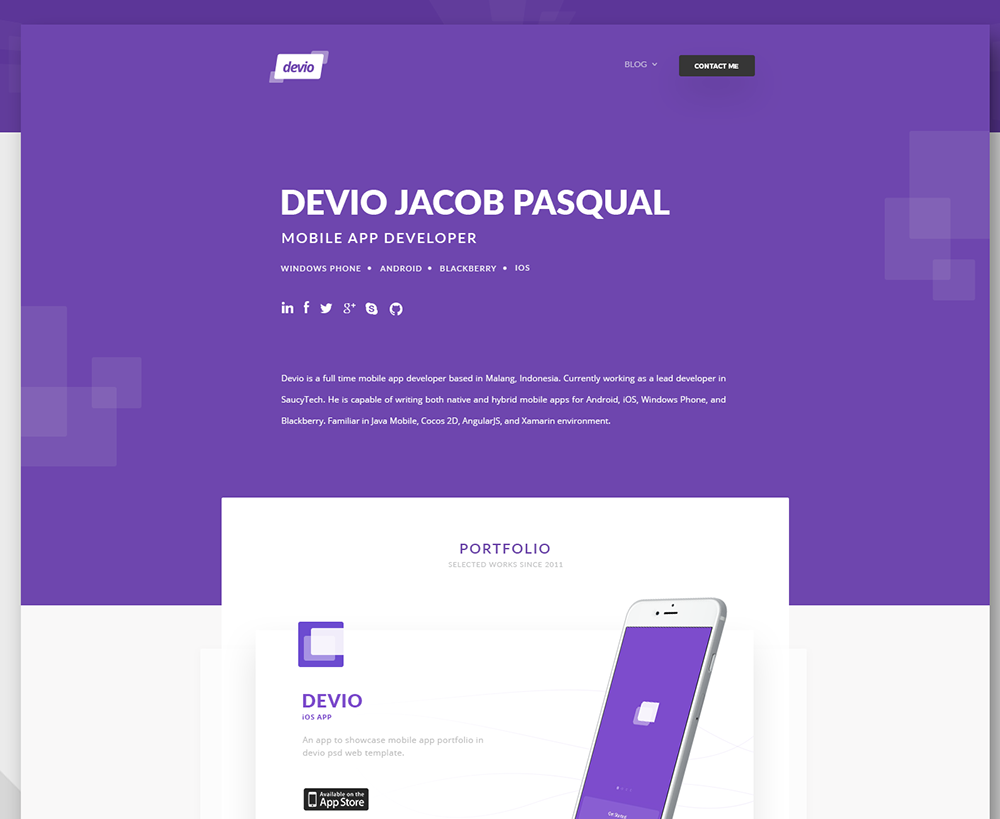 devio
BLOG
CONTACT ME
DEVIO JACOB PASQUAL
MOBILE APP DEVELOPER
WINDOWS PHONE • ANDROID • BLACKBERRY • IOS
in f g+ S
Devio is a full time mobile app developer based in Malang, Indonesia. Currently working as a lead developer in
SaucyTech. He is capable of writing both native and hybrid mobile apps for Android, iOS, Windows Phone, and
Blackberry. Familiar in Java Mobile, Cocos 2D, AngularJS, and Xamarin environment.
PORTFOLIO
SELECTED WORKS SINCE 2011
DEVIO
iOS APP
An app to showcase mobile app portfolio in
devio psd web template.
Available on the
App Store
Get Started